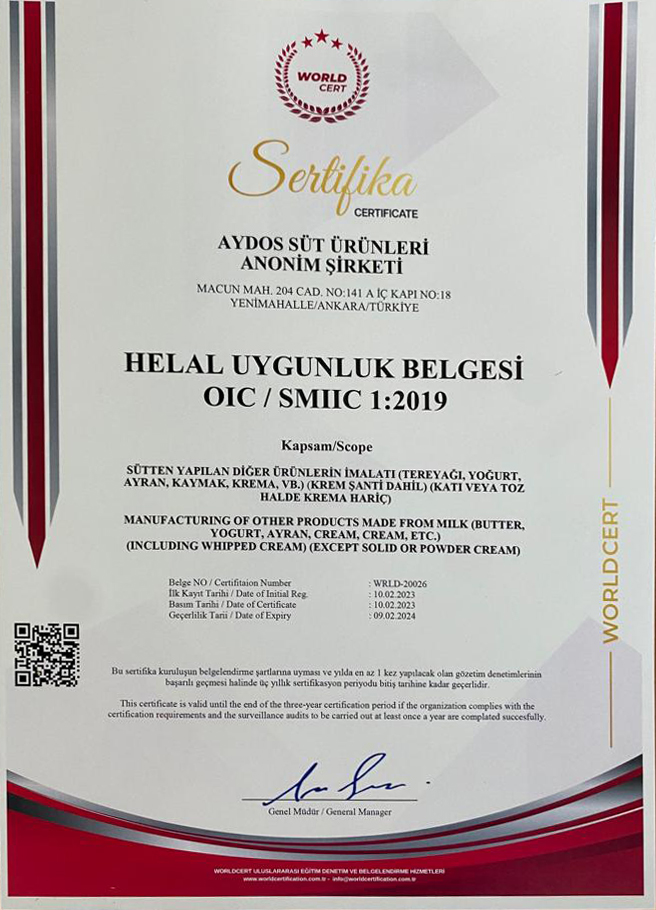 WORLD
CERT
Sertifika
CERTIFICATE
AYDOS SÜT ÜRÜNLERİ
ANONİM ŞİRKETİ
MACUN MAH. 204 CAD. NO:141 A İÇ KAPI NO:18
YENİMAHALLE/ANKARA/TÜRKİYE
HELAL UYGUNLUK BELGESİ
OIC / SMIIC 1:2019
Kapsam/Scope
SÜTTEN YAPILAN DİĞER ÜRÜNLERİN İMALATI (TEREYAĞI, YOĞURT,
AYRAN, KAYMAK, KREMA, VB.) (KREM ŞANTİ DAHİL) (KATI VEYA TOZ
HALDE KREMA HARİÇ)
MANUFACTURING OF OTHER PRODUCTS MADE FROM MILK (BUTTER,
YOGURT, AYRAN, CREAM, CREAM, ETC.)
(INCLUDING WHIPPED CREAM) (EXCEPT SOLID OR POWDER CREAM)
Belge NO / Certifitaion Number : WRLD-20026
İlk Kayıt Tarihi / Date of Initial Reg. : 10.02.2023
Basım Tarihi / Date of Certificate : 10.02.2023
Geçerlilik Tarii / Date of Expiry : 09.02.2024
WORLDCERT
Bu sertifika kuruluşun belgelendirme şartlarına uyması ve yılda en az 1 kez yapılacak olan gözetim denetimlerinin
başarılı geçmesi halinde üç yıllık sertifikasyon periyodu bitiş tarihine kadar geçerlidir.
This certificate is valid until the end of the three-year certification period if the organization complies with the
certification requirements and the surveillance audits to be carried out at least once a year are complated succesfully.
Genel Müdür / General Manager
WORLDCERT ULUSLARARASI EĞİTİM DENETİM VE BELGELENDİRME HİZMETLERİ
www.worldcertification.com.tr - info@worldcertification.com.tr